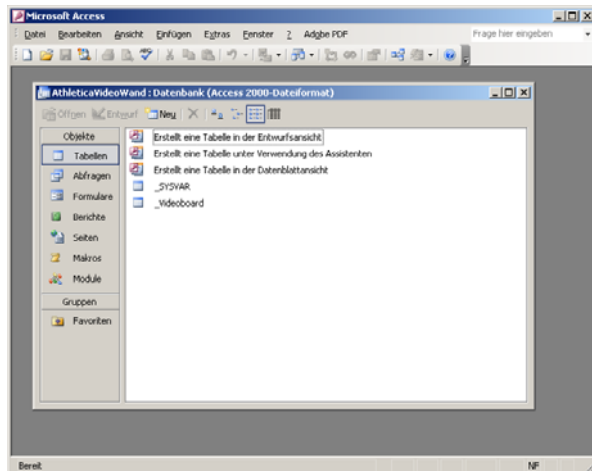 Microsoft Access
Datei Bearbeiten Ansicht Einfügen Extras Fenster ? Adobe PDF Frage hier eingeben
AthleticaVideoWand : Datenbank (Access 2000-Dateiformat)
Öffnen Entwurf Neu
Objekte
Tabellen
Abfragen
Formulare
Berichte
Seiten
Makros
Module
Gruppen
Favoriten
Erstellt eine Tabelle in der Entwurfsansicht
Erstellt eine Tabelle unter Verwendung des Assistenten
Erstellt eine Tabelle in der Datenblattansicht
_SYSVAR
_Videoboard
Bereit NF